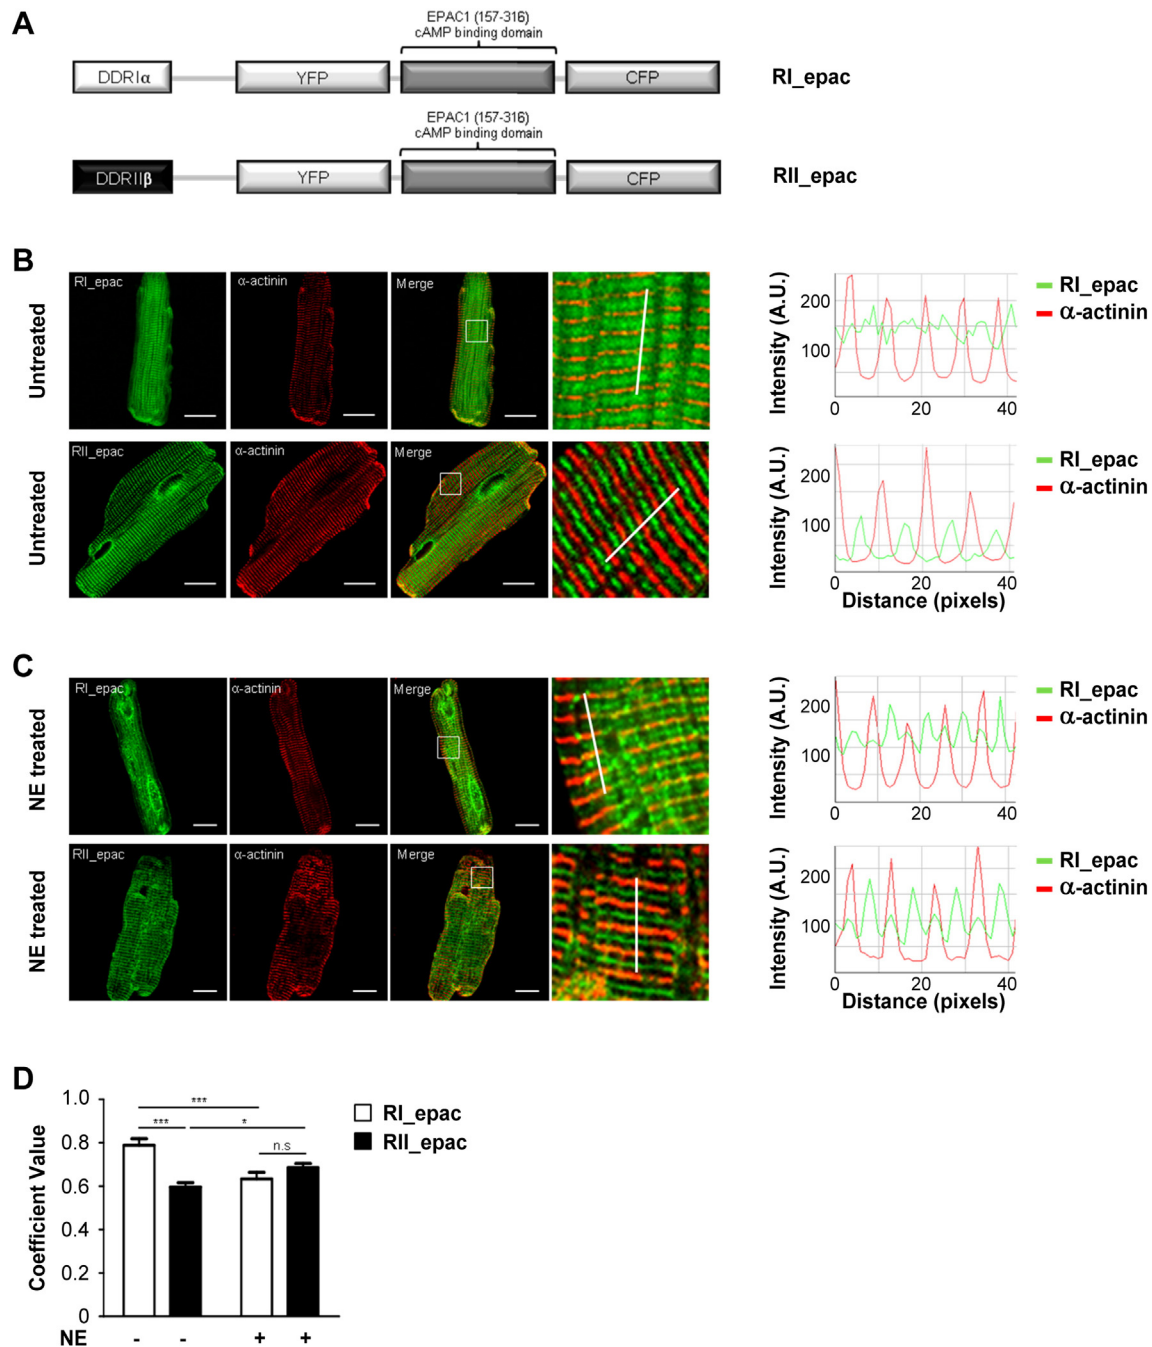 A
EPAC1 (157-316)
cAMP binding domain
DDRIα
YFP
CFP
RI_epac
EPAC1 (157-316)
cAMP binding domain
DDRIIβ
YFP
CFP
RII_epac
B
Untreated
RI_epac
α-actinin
Merge
Intensity (A.U.)
200
100
0
20
40
RI_epac
α-actinin
Untreated
RII_epac
α-actinin
Merge
Intensity (A.U.)
200
100
0
20
40
Distance (pixels)
RI_epac
α-actinin
C
NE treated
RI_epac
α-actinin
Merge
Intensity (A.U.)
200
100
0
20
40
RI_epac
α-actinin
NE treated
RII_epac
α-actinin
Merge
Intensity (A.U.)
200
100
0
20
40
Distance (pixels)
RI_epac
α-actinin
D
Coefficient Value
1.0
0.8
0.6
0.4
0.2
0
***
***
*
n.s
RI_epac
RII_epac
NE - - + +